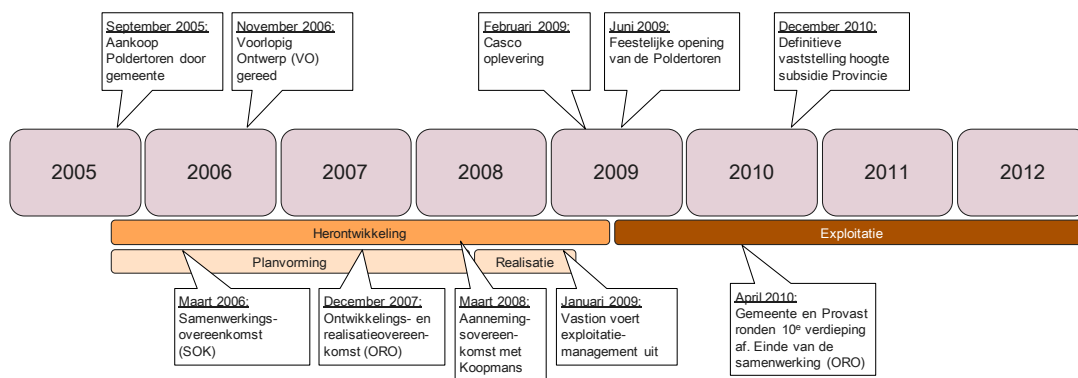 September 2005:
Aankoop
Poldertoren door
gemeente
November 2006:
Voorlopig
Ontwerp (VO)
gereed
Februari 2009:
Casco
oplevering
Juni 2009:
Feestelijke opening
van de Poldertoren
December 2010:
Definitieve
vaststelling hoogte
subsidie Provincie
2005
2006
2007
2008
2009
2010
2011
2012
Herontwikkeling
Exploitatie
Planvorming
Realisatie
Maart 2006:
Samenwerkings-
overeenkomst
(SOK)
December 2007:
Ontwikkelings- en
realisatieovereen-
komst (ORO)
Maart 2008:
Aannemings-
overeen-
komst met
Koopmans
Januari 2009:
Vastion voert
exploitatie-
management uit
April 2010:
Gemeente en Provast
ronden 10e verdieping
af. Einde van de
samenwerking (ORO)